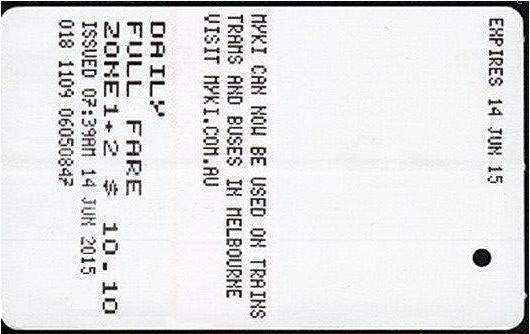 EXPIRES 14 JUN 15
MYKI CAN NOW BE USED ON TRAINS
TRAMS AND BUSES IN MELBOURNE
VISIT MYKI.COM.AU
DAILY
FULL FARE
ZONE1+2 $ 10.10
ISSUED 07:39AM 14 JUN 2015
018 1109 06050847